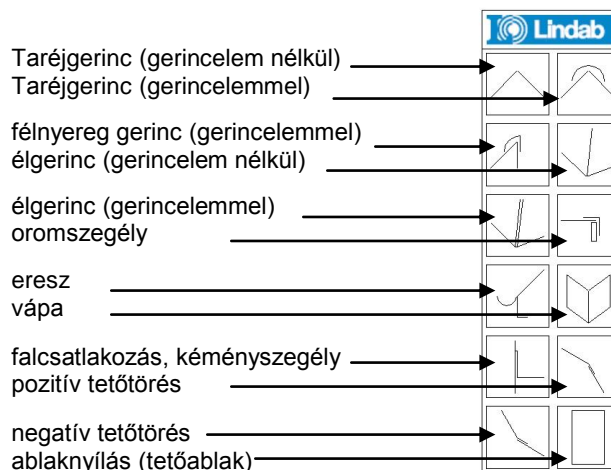 Lindab
Taréjgerinc (gerincelem nélkül)
Taréjgerinc (gerincelemmel)
félnyereg gerinc (gerincelemmel)
élgerinc (gerincelem nélkül)
élgerinc (gerincelemmel)
oromszegély
eresz
vápa
falcsatlakozás, kéményszegély
pozitív tetőtörés
negatív tetőtörés
ablaknyílás (tetőablak)